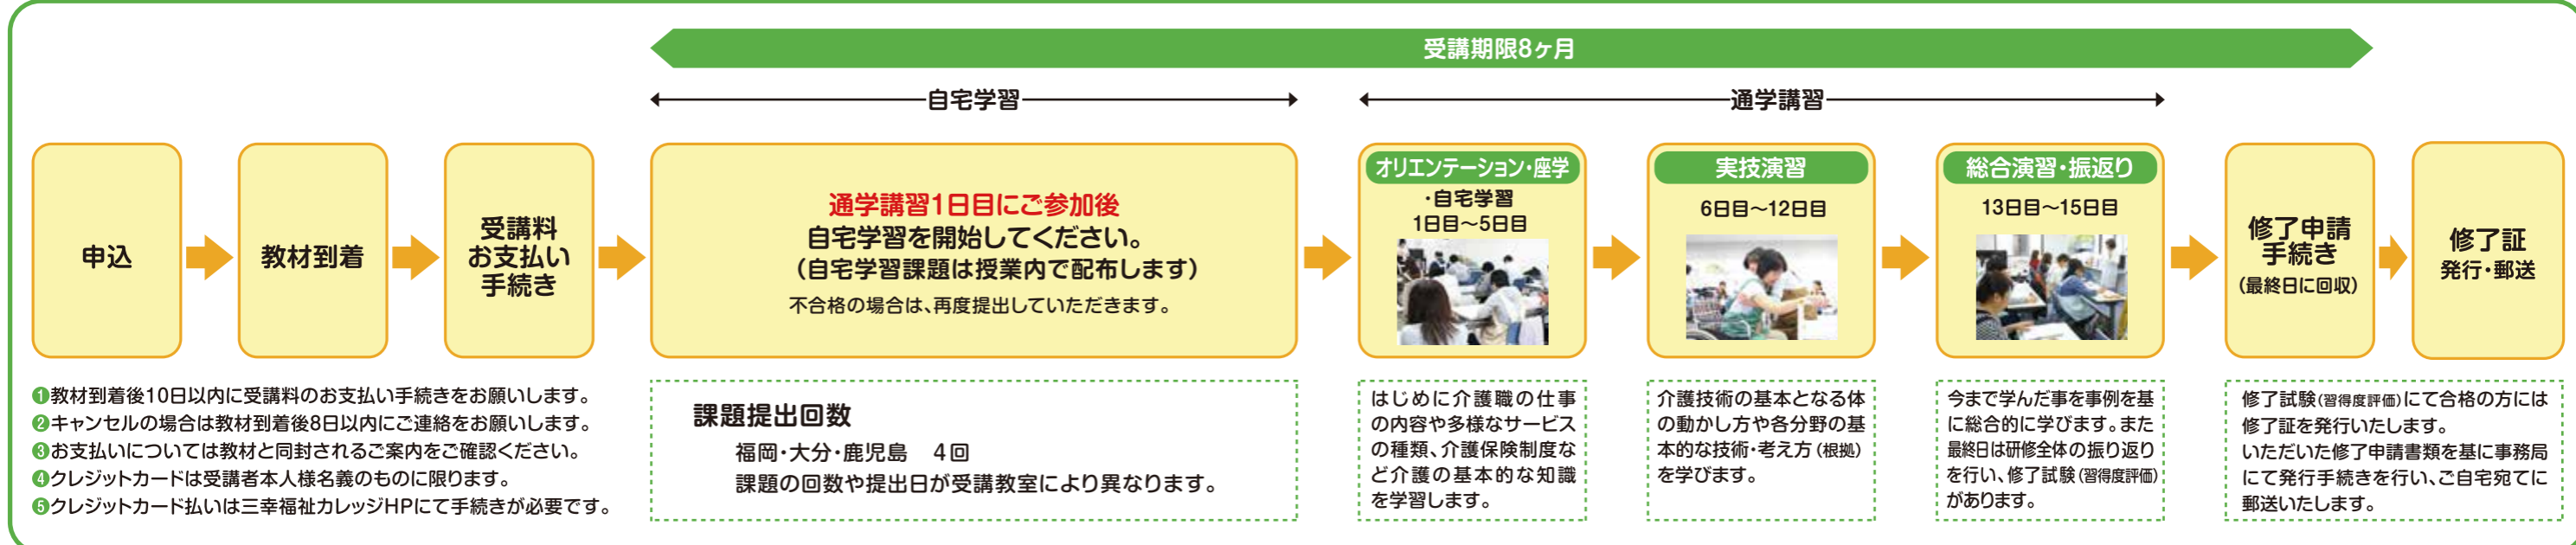 受講期限8ヶ月
自宅学習
通学講習
申込
教材到着
受講料
お支払い
手続き
通学講習1日目にご参加後
自宅学習を開始してください。
（自宅学習課題は授業内で配布します）
不合格の場合は、再度提出していただきます。
オリエンテーション・座学
・自宅学習
1日目～5日目
実技演習
6日目～12日目
総合演習・振返り
13日目～15日目
修了申請
手続き
（最終日に回収）
修了証
発行・郵送
❶教材到着後10日以内に受講料のお支払い手続きをお願いします。
❷キャンセルの場合は教材到着後8日以内にご連絡をお願いします。
❸お支払いについては教材と同封されるご案内をご確認ください。
❹クレジットカードは受講者本人様名義のものに限ります。
❺クレジットカード払いは三幸福祉カレッジHPにて手続きが必要です。
課題提出回数
福岡・大分・鹿児島　4回
課題の回数や提出日が受講教室により異なります。
はじめに介護職の仕事
の内容や多様なサービス
の種類、介護保険制度な
ど介護の基本的な知識
を学習します。
介護技術の基本となる体
の動かし方や各分野の基
本的な技術・考え方（根拠）
を学びます。
今まで学んだ事を事例を基
に総合的に学びます。また
最終日は研修全体の振り返り
を行い、修了試験（習得度評価）
があります。
修了試験（習得度評価）にて合格の方には
修了証を発行いたします。
いただいた修了申請書類を基に事務局
にて発行手続きを行い、ご自宅宛てに
郵送いたします。